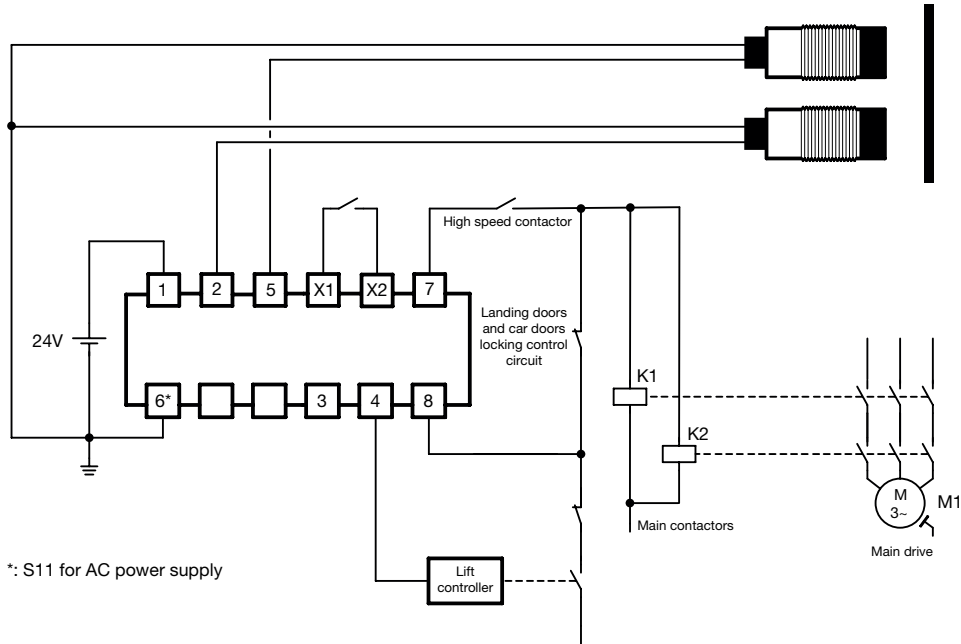 1
2
5
X1
X2
7
High speed contactor
24V
Landing doors
and car doors
locking control
circuit
6*
3
4
8
K1
K2
M
3~
M1
Main drive
Main contactors
*: S11 for AC power supply
Lift
controller